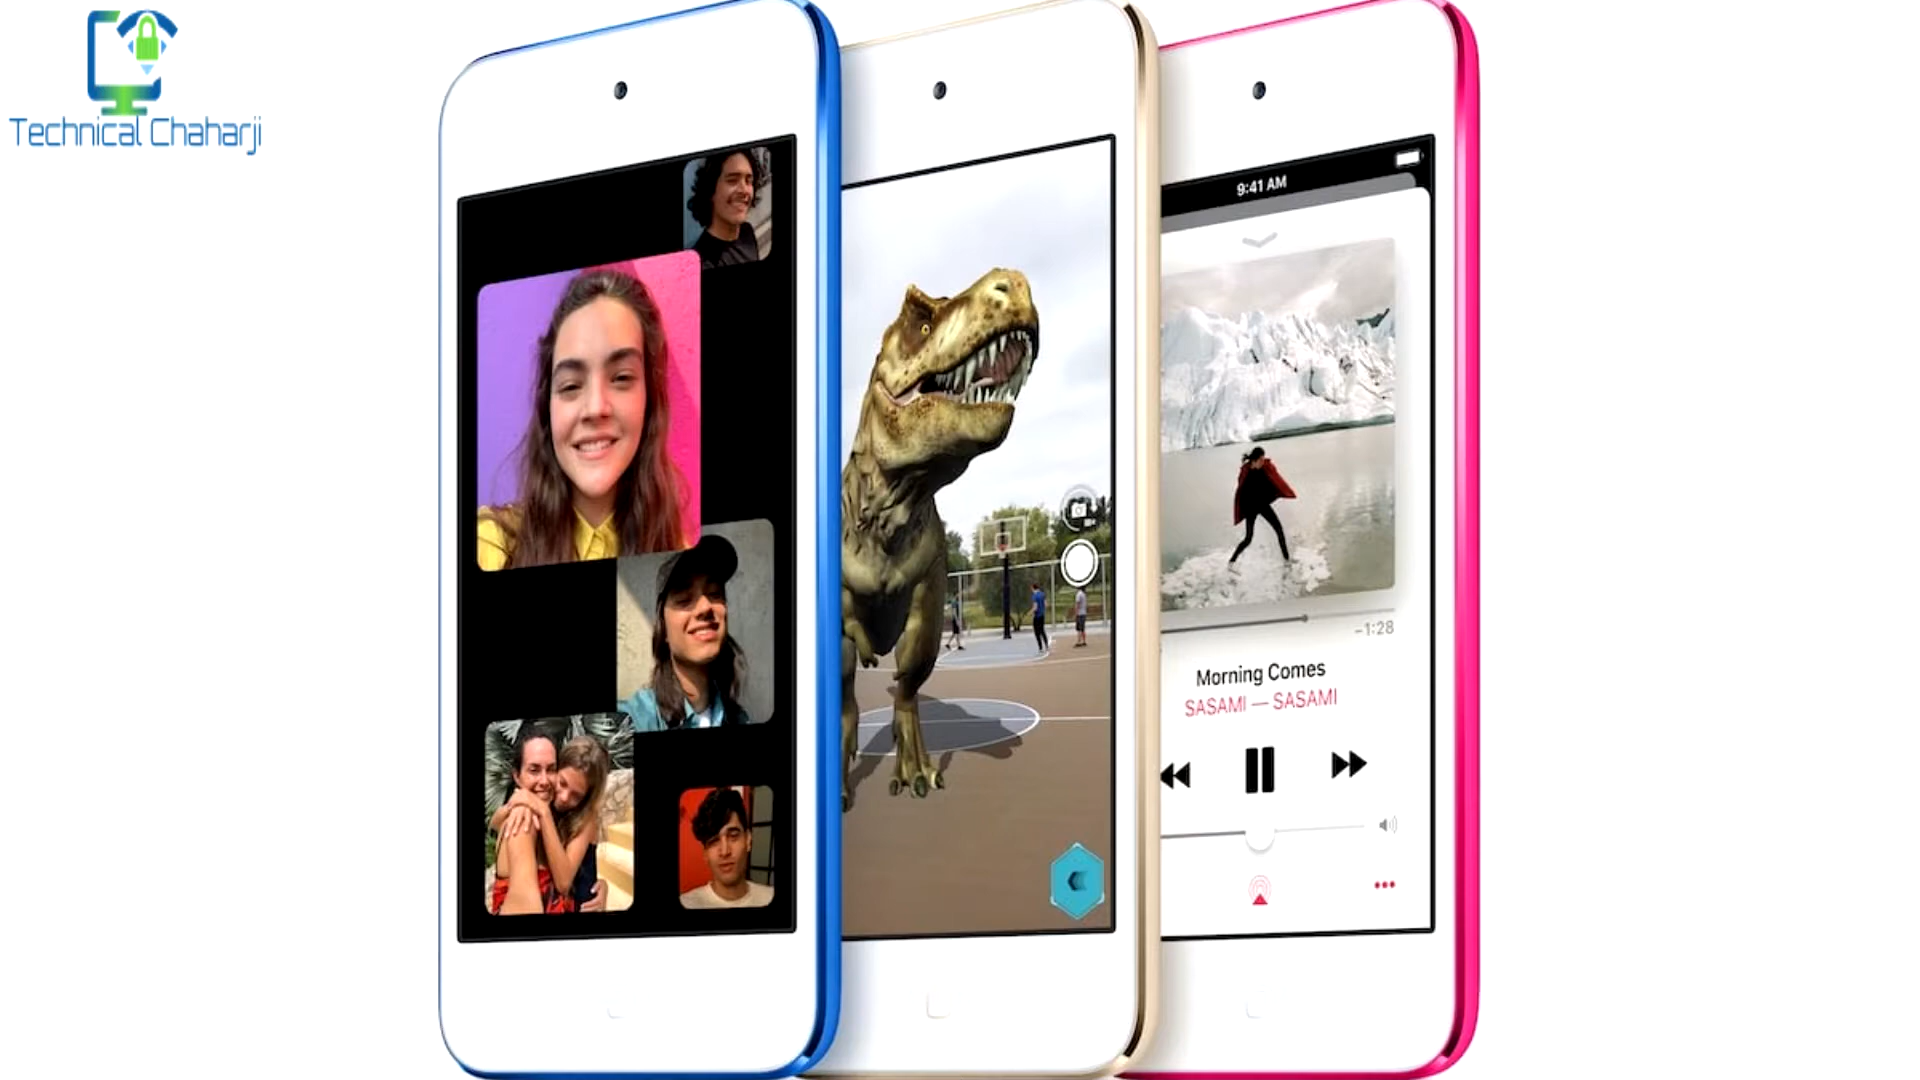 Technical Chaharji
9:41 AM
-1:28
Morning Comes
SASAMI — SASAMI